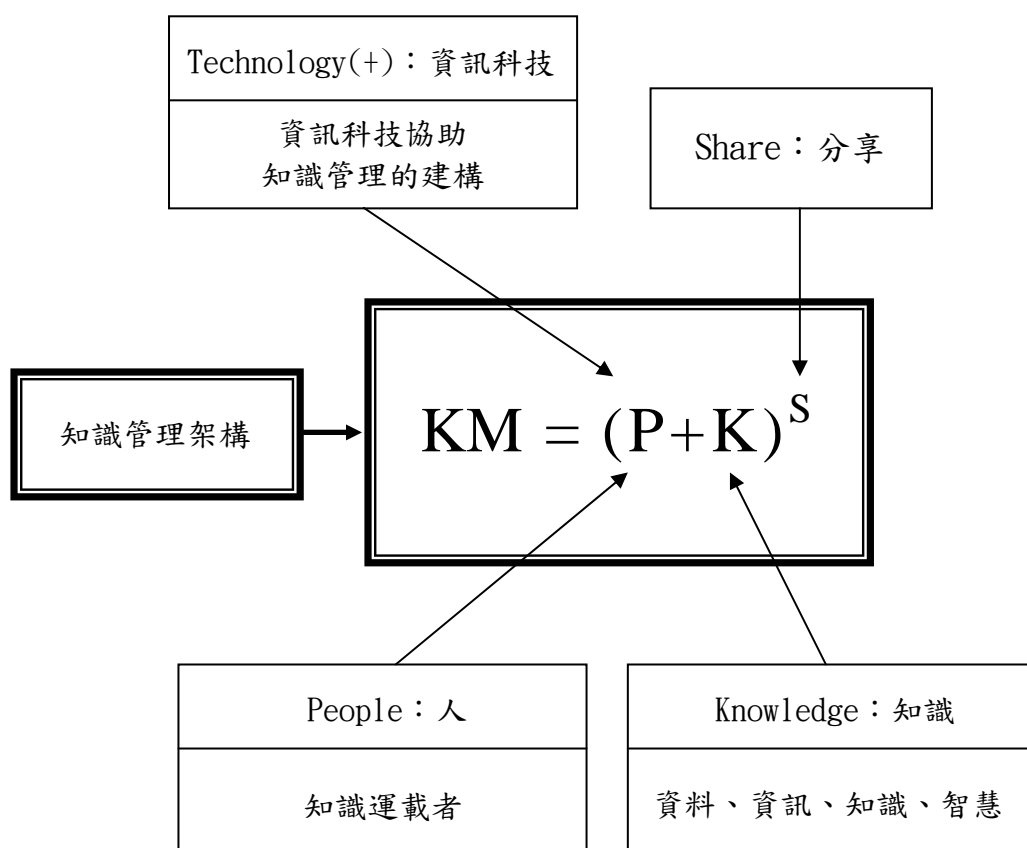 Technology(+)：資訊科技
資訊科技協助
知識管理的建構
Share：分享
知識管理架構
KM = (P+K)^S
People：人
知識運載者
Knowledge：知識
資料、資訊、知識、智慧